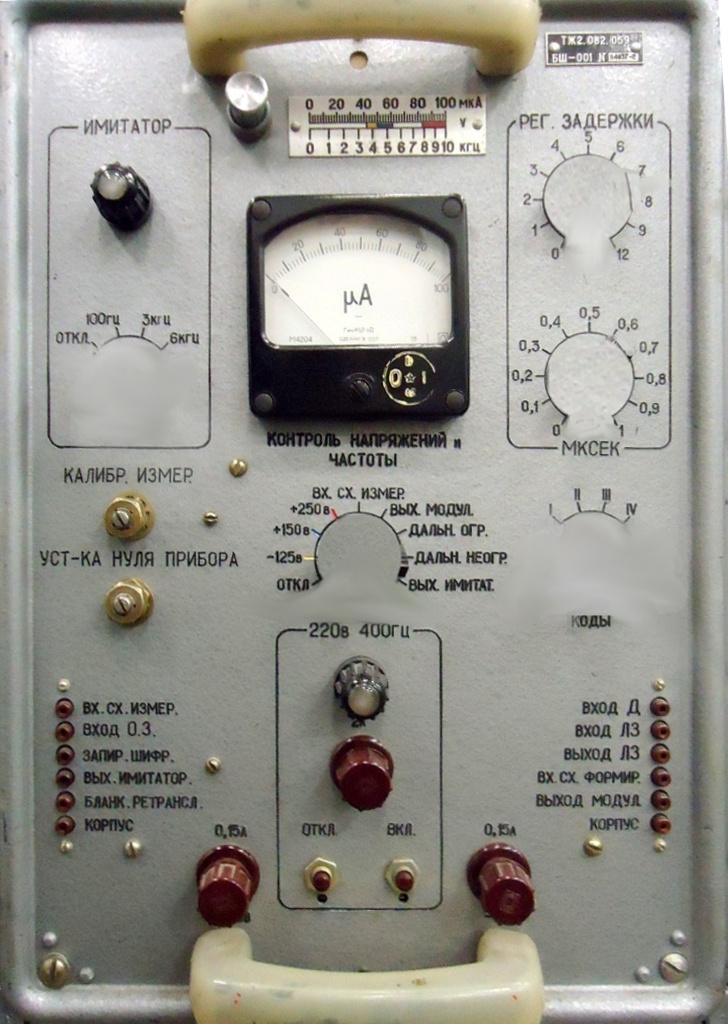 ТЖ2.082.059
БШ-001 N
0 20 40 60 80 100 МКА
V
0 1 2 3 4 5 6 7 8 9 10 КГЦ
ИМИТАТОР
ОТКЛ. 100ГЦ 3КГЦ 6КГЦ
0 20 40 60 80 100
µA
М4204
0 1
РЕГ. ЗАДЕРЖКИ
0 1 2 3 4 5 6 7 8 9 12
0 0,1 0,2 0,3 0,4 0,5 0,6 0,7 0,8 0,9 1
МКСЕК
КОНТРОЛЬ НАПРЯЖЕНИЙ и
ЧАСТОТЫ
ОТКЛ
-125в
+150в
+250в
ВХ. СХ. ИЗМЕР.
ВЫХ. МОДУЛ.
ДАЛЬН. ОГР.
ДАЛЬН. НЕОГР.
ВЫХ. ИМИТАТ.
КАЛИБР. ИЗМЕР.
УСТ-КА НУЛЯ ПРИБОРА
I II III IV
КОДЫ
220в 400ГЦ
2А
ОТКЛ. ВКЛ.
0,15А
0,15А
ВХ. СХ. ИЗМЕР.
ВХОД О.З.
ЗАПИР. ШИФР.
ВЫХ. ИМИТАТОР.
БЛАНК. РЕТРАНСЛ.
КОРПУС
ВХОД Д
ВХОД ЛЗ
ВЫХОД ЛЗ
ВХ. СХ. ФОРМИР.
ВЫХОД МОДУЛ.
КОРПУС